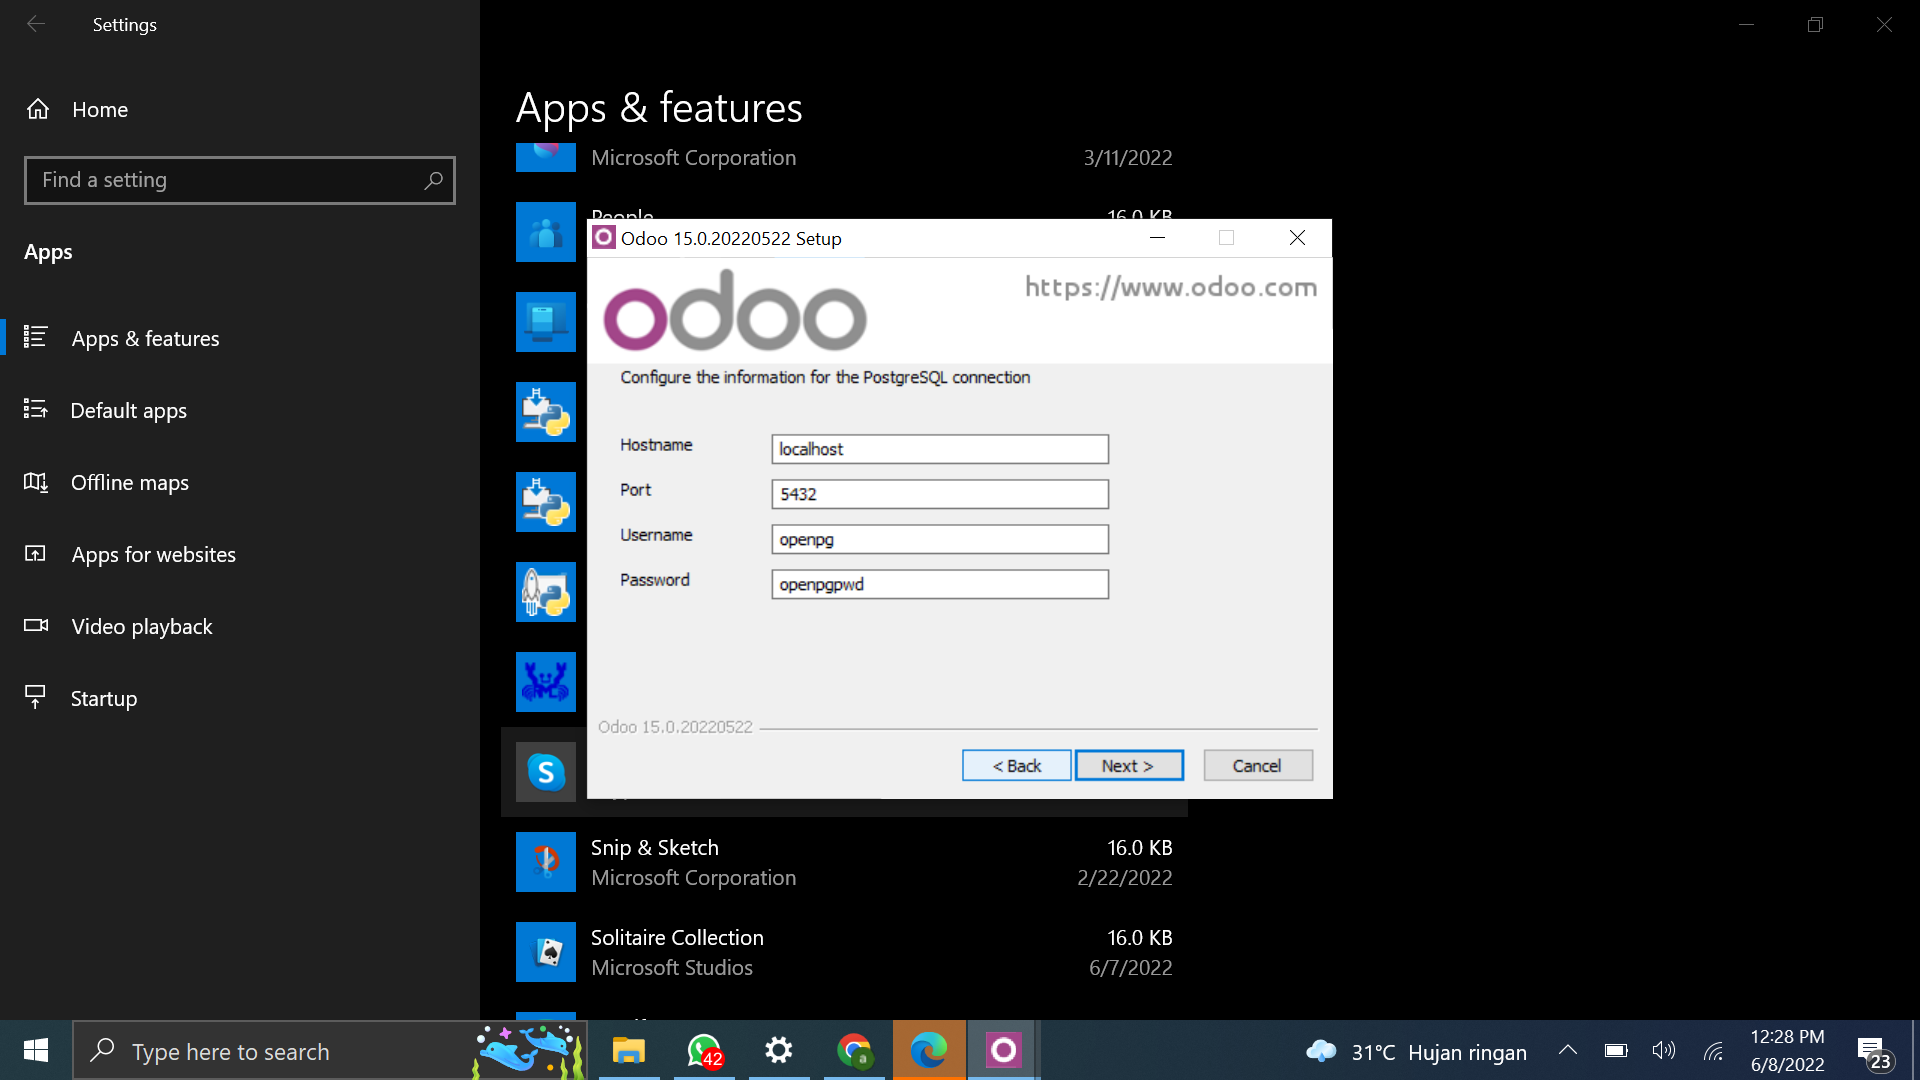 Settings
Home
Find a setting
Apps
Apps & features
Default apps
Offline maps
Apps for websites
Video playback
Startup
Apps & features
Microsoft Corporation
3/11/2022
People
16.0 KB
Odoo 15.0.20220522 Setup
odoo
https://www.odoo.com
Configure the information for the PostgreSQL connection
Hostname
localhost
Port
5432
Username
openpg
Password
openpgpwd
Odoo 15.0.20220522
< Back
Next >
Cancel
Snip & Sketch
16.0 KB
Microsoft Corporation
2/22/2022
Solitaire Collection
16.0 KB
Microsoft Studios
6/7/2022
Type here to search
42
a
31°C Hujan ringan
12:28 PM
6/8/2022
23